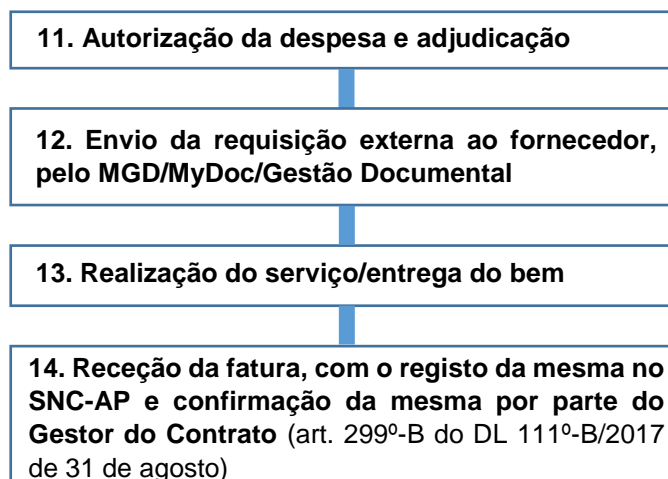 11. Autorização da despesa e adjudicação
12. Envio da requisição externa ao fornecedor,
pelo MGD/MyDoc/Gestão Documental
13. Realização do serviço/entrega do bem
14. Receção da fatura, com o registo da mesma no
SNC-AP e confirmação da mesma por parte do
Gestor do Contrato (art. 299º-B do DL 111º-B/2017
de 31 de agosto)